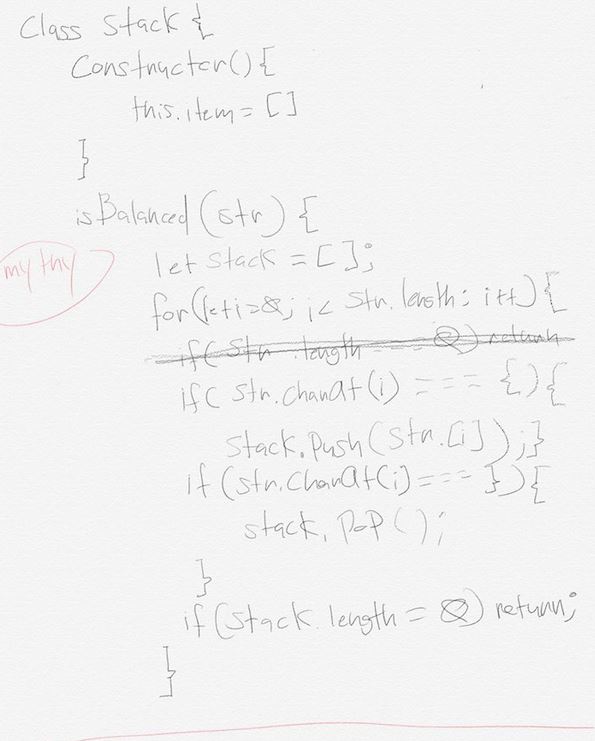 Class Stack {
Constructor() {
this.item = []
}
isBalanced (str) {
my thy
let stack = [];
for(let i=0; i< str.length; i++) {
if( Str .length === 0) return
if( str.charAt(i) === {) {
Stack.Push(Str.[i]);}
if (str.charAt(i) === }) {
stack.pop();
}
if (Stack.length = 0) return;
}